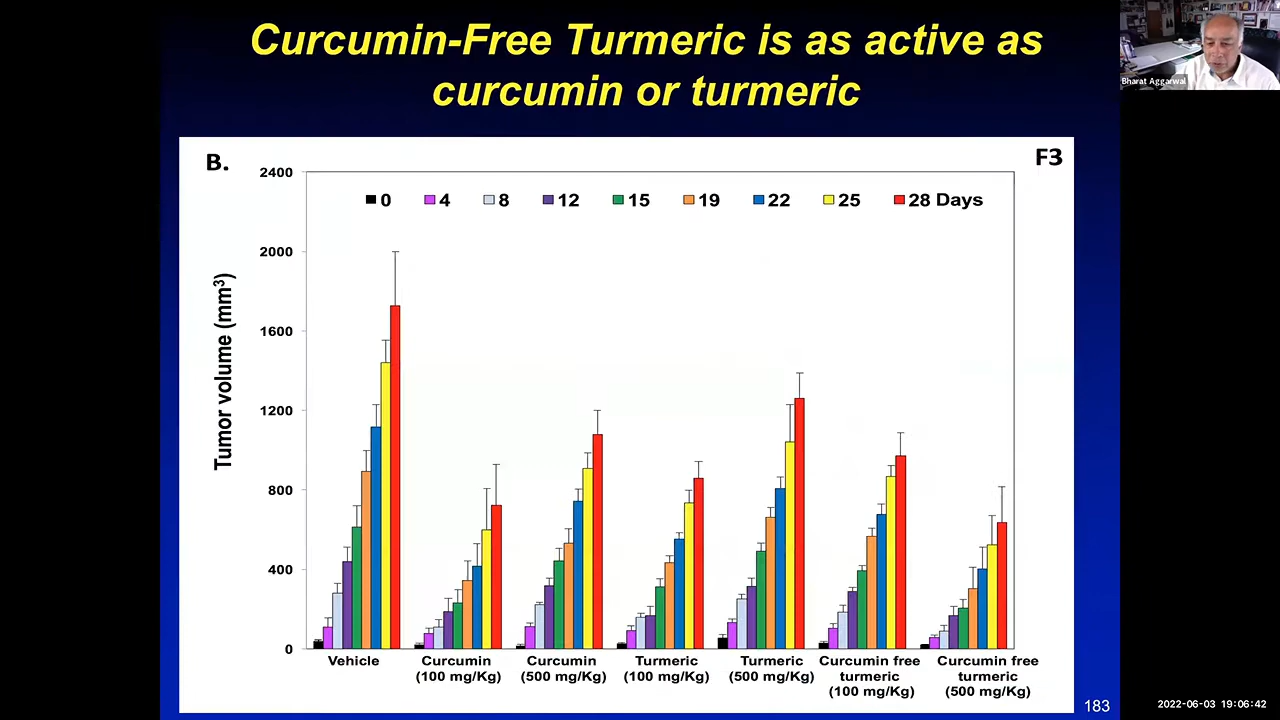 Curcumin-Free Turmeric is as active as
curcumin or turmeric
Bharat Aggarwal
B.
F3
2400
2000
1600
1200
800
400
0
Tumor volume (mm³)
0 4 8 12 15 19 22 25 28 Days
Vehicle
Curcumin
(100 mg/Kg)
Curcumin
(500 mg/Kg)
Turmeric
(100 mg/Kg)
Turmeric
(500 mg/Kg)
Curcumin free
turmeric
(100 mg/Kg)
Curcumin free
turmeric
(500 mg/Kg)
183
2022-06-03 19:06:42